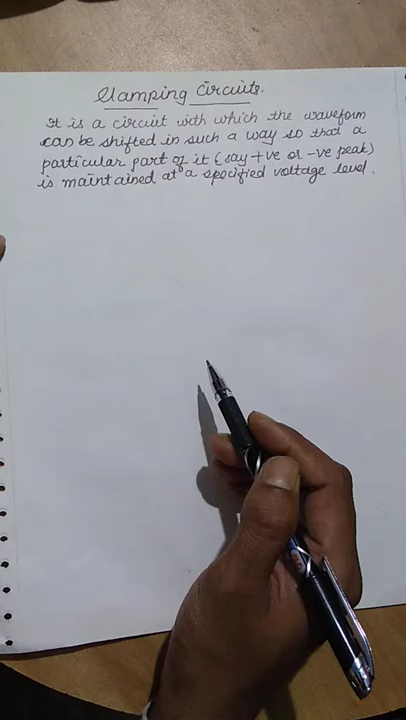 Clamping Circuits.
It is a circuit with which the waveform
can be shifted in such a way so that a
particular part of it (say +ve or -ve peak)
is maintained at a specified voltage level.